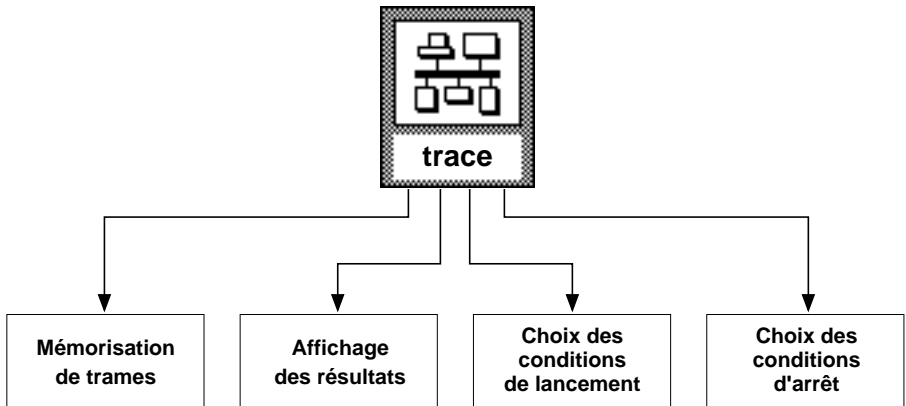 trace
Mémorisation
de trames
Affichage
des résultats
Choix des
conditions
de lancement
Choix des
conditions
d'arrêt